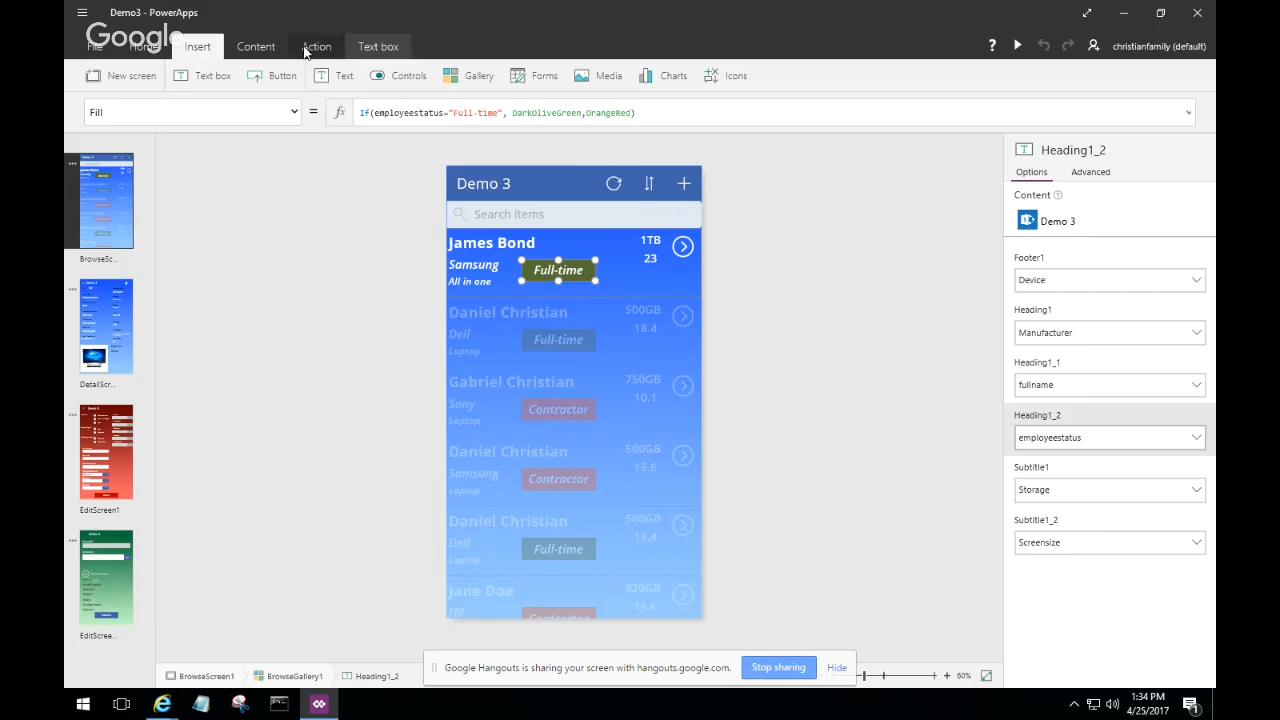 Demo3 - PowerApps
Google
File Home Insert Content Action Text box
christianfamily (default)
New screen Text box Button Text Controls Gallery Forms Media Charts Icons
Fill = fx If(employeestatus="Full-time", DarkOliveGreen,OrangeRed)
BrowseSc...
DetailScr...
EditScreen1
EditScree...
Demo 3
Search items
James Bond 1TB
Samsung Full-time 23
All in one
Daniel Christian 500GB
Dell Full-time 18.4
Laptop
Gabriel Christian 750GB
Sony Contractor 10.1
Laptop
Daniel Christian 500GB
Samsung Contractor 15.6
Laptop
Daniel Christian 500GB
Dell Full-time 18.4
Laptop
Jane Doe 320GB
HP Contractor 15.6
Heading1_2
Options Advanced
Content
Demo 3
Footer1
Device
Heading1
Manufacturer
Heading1_1
fullname
Heading1_2
employeestatus
Subtitle1
Storage
Subtitle1_2
Screensize
Google Hangouts is sharing your screen with hangouts.google.com. Stop sharing Hide
BrowseScreen1 BrowseGallery1 Heading1_2 60%
1:34 PM
4/25/2017